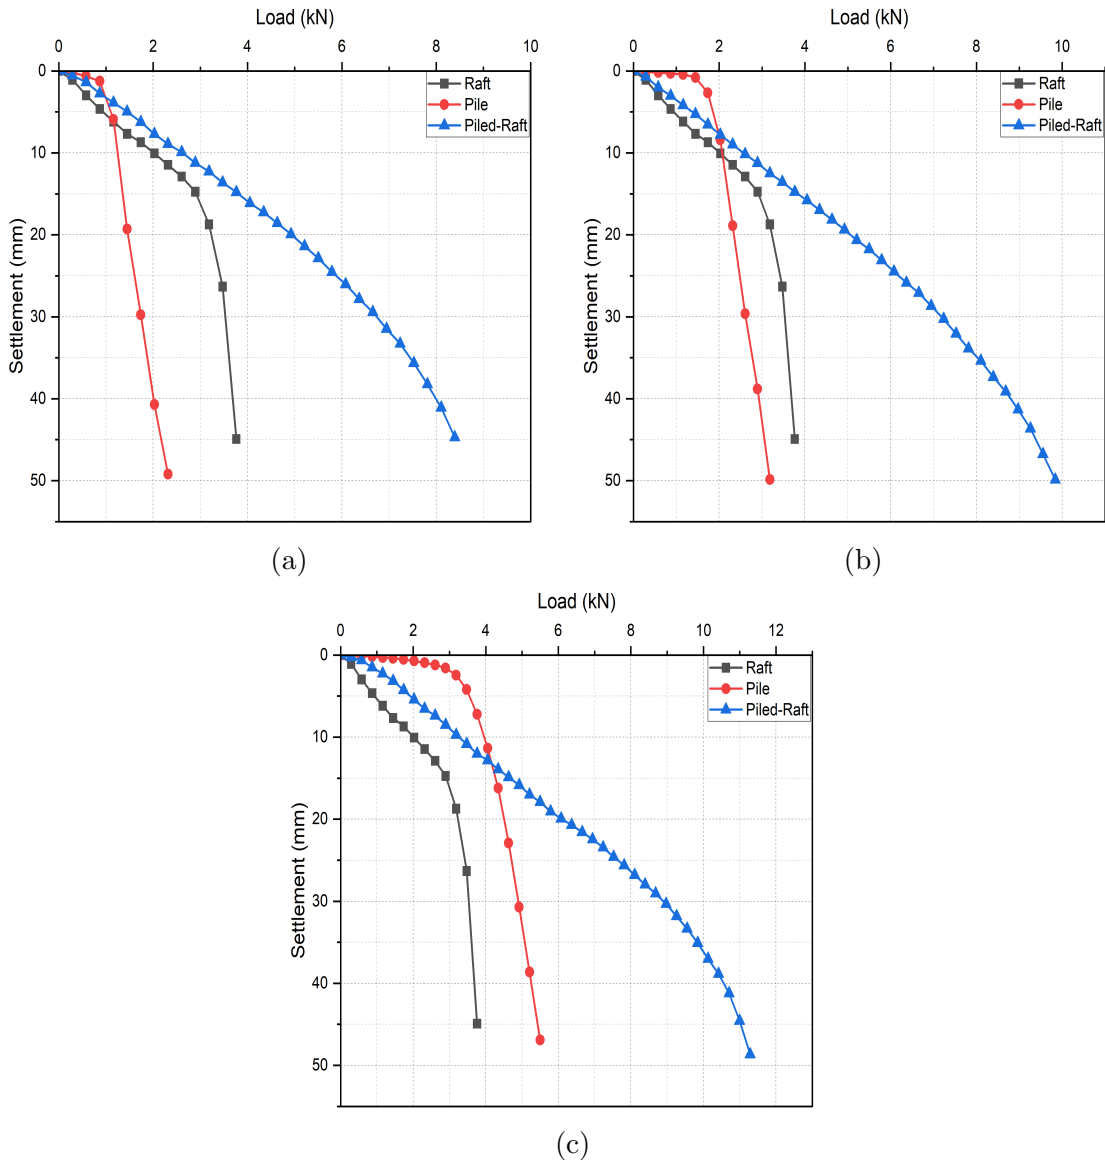 Load (kN)
0 2 4 6 8 10
0
10
20
30
40
50
Settlement (mm)
Raft
Pile
Piled-Raft
(a)
Load (kN)
0 2 4 6 8 10
0
10
20
30
40
50
Settlement (mm)
Raft
Pile
Piled-Raft
(b)
Load (kN)
0 2 4 6 8 10 12
0
10
20
30
40
50
Settlement (mm)
Raft
Pile
Piled-Raft
(c)